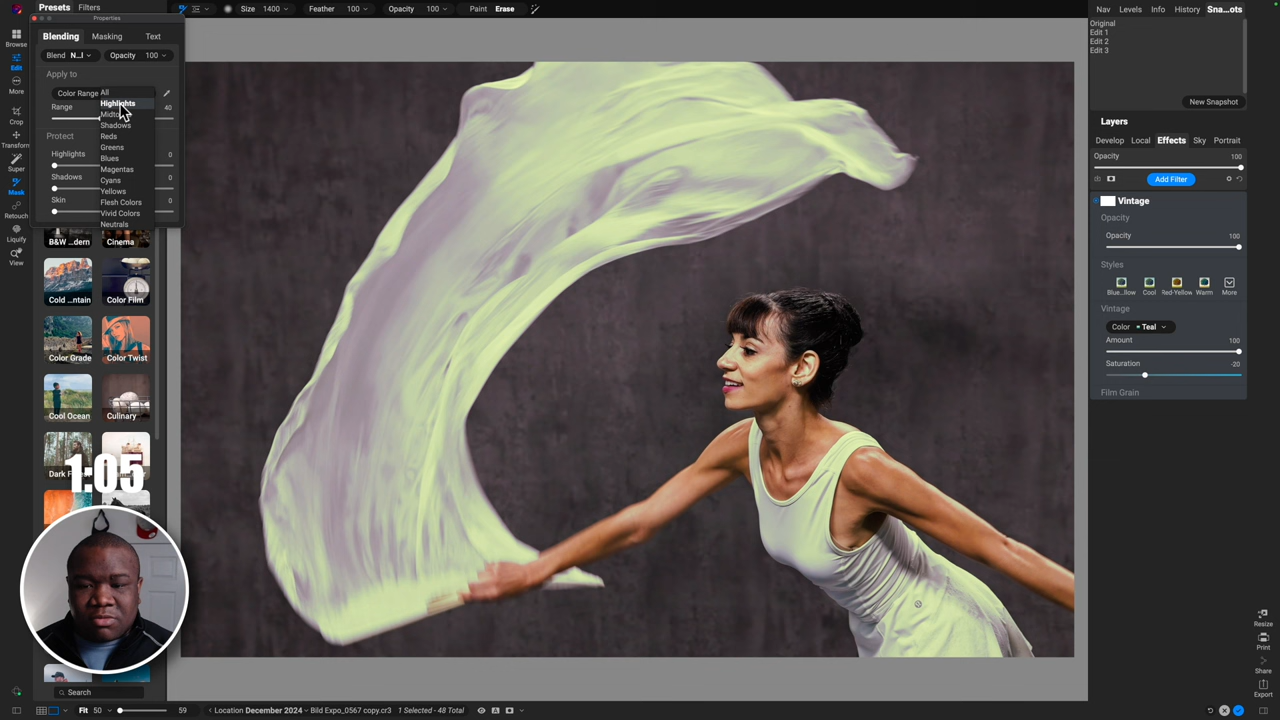 Presets Filters
Size 1400 Feather 100 Opacity 100 Paint Erase
Nav Levels Info History Sna...ots
Properties
Blending Masking Text
Blend N...l Opacity 100
Apply to
Color Range
All
Highlights
Shadows
Reds
Greens
Blues
Magentas
Cyans
Yellows
Flesh Colors
Vivid Colors
Neutrals
Range 40
Protect
Highlights 0
Shadows 0
Skin 0
Browse
Edit
More
Crop
Transform
Super
Mask
Retouch
Liquify
View
B&W ...dern Cinema
Cold ...ntain Color Film
Color Grade Color Twist
Cool Ocean Culinary
1:05
Search
Original
Edit 1
Edit 2
Edit 3
New Snapshot
Layers
Develop Local Effects Sky Portrait
Opacity 100
Add Filter
Vintage
Opacity
Opacity 100
Styles
Blue...llow Cool Red-Yellow Warm More
Vintage
Color Teal
Amount 100
Saturation -20
Film Grain
Resize
Print
Share
Export
Fit 50 59
Location December 2024 – Bild Expo_0567 copy.cr3 1 Selected - 48 Total